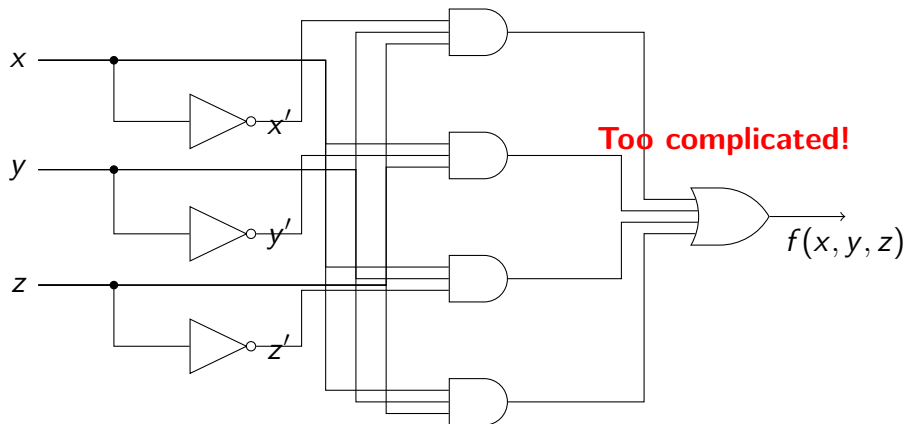 x
x′
Too complicated!
y
y′
f(x, y, z)
z
z′